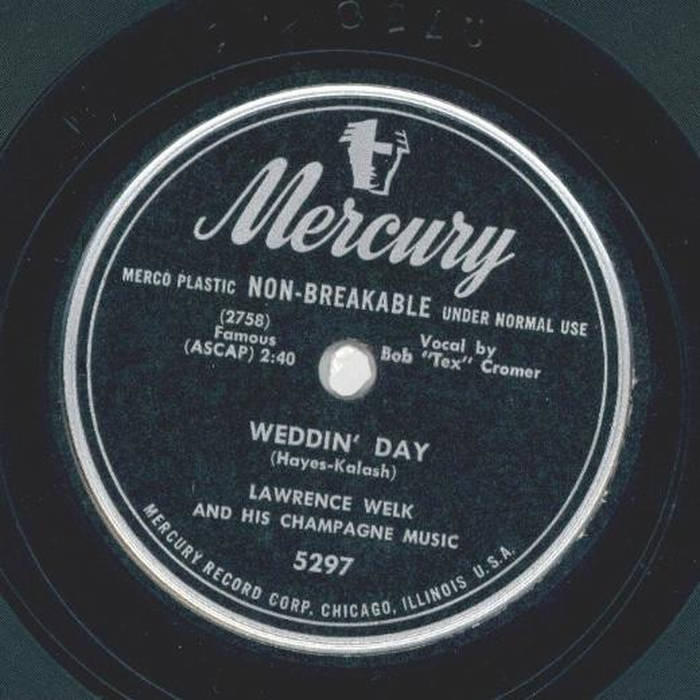 Mercury
MERCO PLASTIC NON-BREAKABLE UNDER NORMAL USE
(2758)
Famous
(ASCAP) 2:40
Vocal by
Bob "Tex" Cromer
WEDDIN' DAY
(Hayes-Kalash)
LAWRENCE WELK
AND HIS CHAMPAGNE MUSIC
5297
MERCURY RECORD CORP. CHICAGO, ILLINOIS U.S.A.